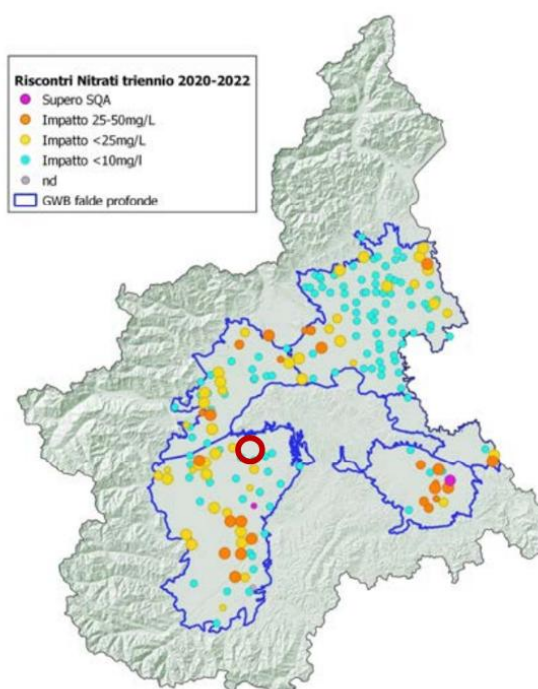 Riscontri Nitrati triennio 2020-2022
Supero SQA
Impatto 25-50mg/L
Impatto <25mg/L
Impatto <10mg/l
nd
GWB falde profonde